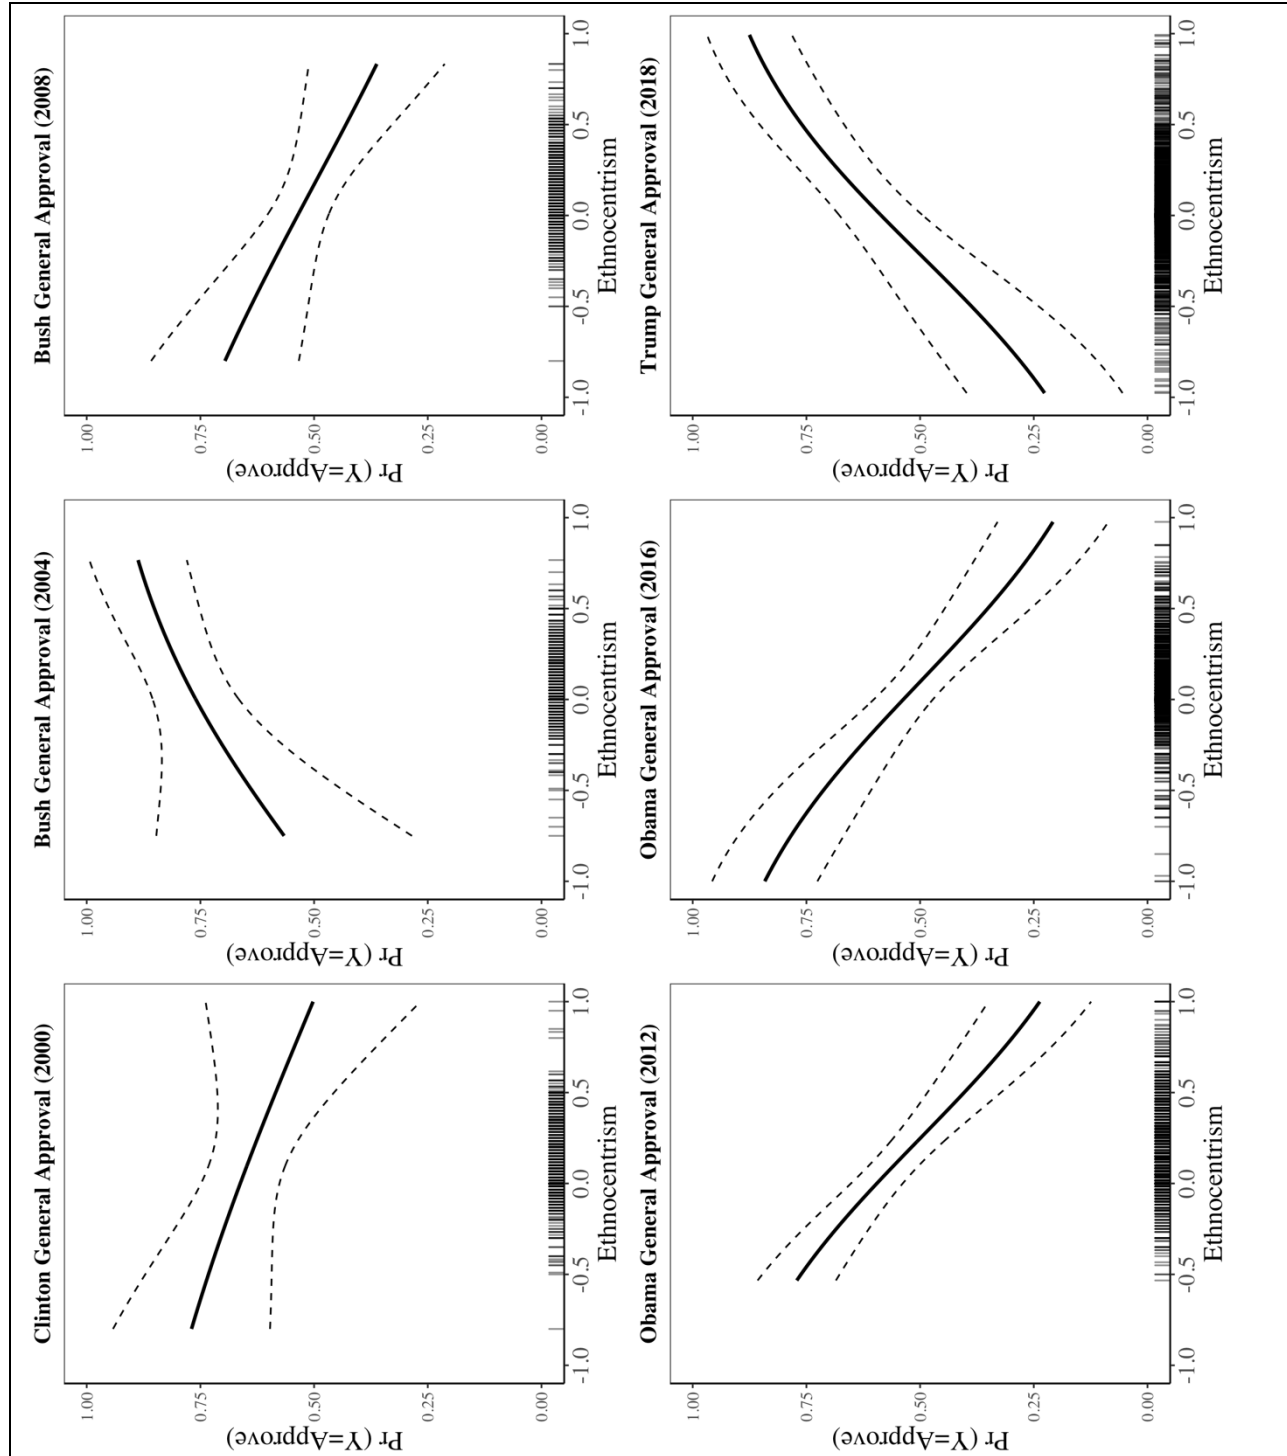 Clinton General Approval (2000)
Pr (Y=Approve)
1.00
0.75
0.50
0.25
0.00
-1.0 -0.5 0.0 0.5 1.0
Ethnocentrism
Bush General Approval (2004)
Pr (Y=Approve)
1.00
0.75
0.50
0.25
0.00
-1.0 -0.5 0.0 0.5 1.0
Ethnocentrism
Bush General Approval (2008)
Pr (Y=Approve)
1.00
0.75
0.50
0.25
0.00
-1.0 -0.5 0.0 0.5 1.0
Ethnocentrism
Obama General Approval (2012)
Pr (Y=Approve)
1.00
0.75
0.50
0.25
0.00
-1.0 -0.5 0.0 0.5 1.0
Ethnocentrism
Obama General Approval (2016)
Pr (Y=Approve)
1.00
0.75
0.50
0.25
0.00
-1.0 -0.5 0.0 0.5 1.0
Ethnocentrism
Trump General Approval (2018)
Pr (Y=Approve)
1.00
0.75
0.50
0.25
0.00
-1.0 -0.5 0.0 0.5 1.0
Ethnocentrism